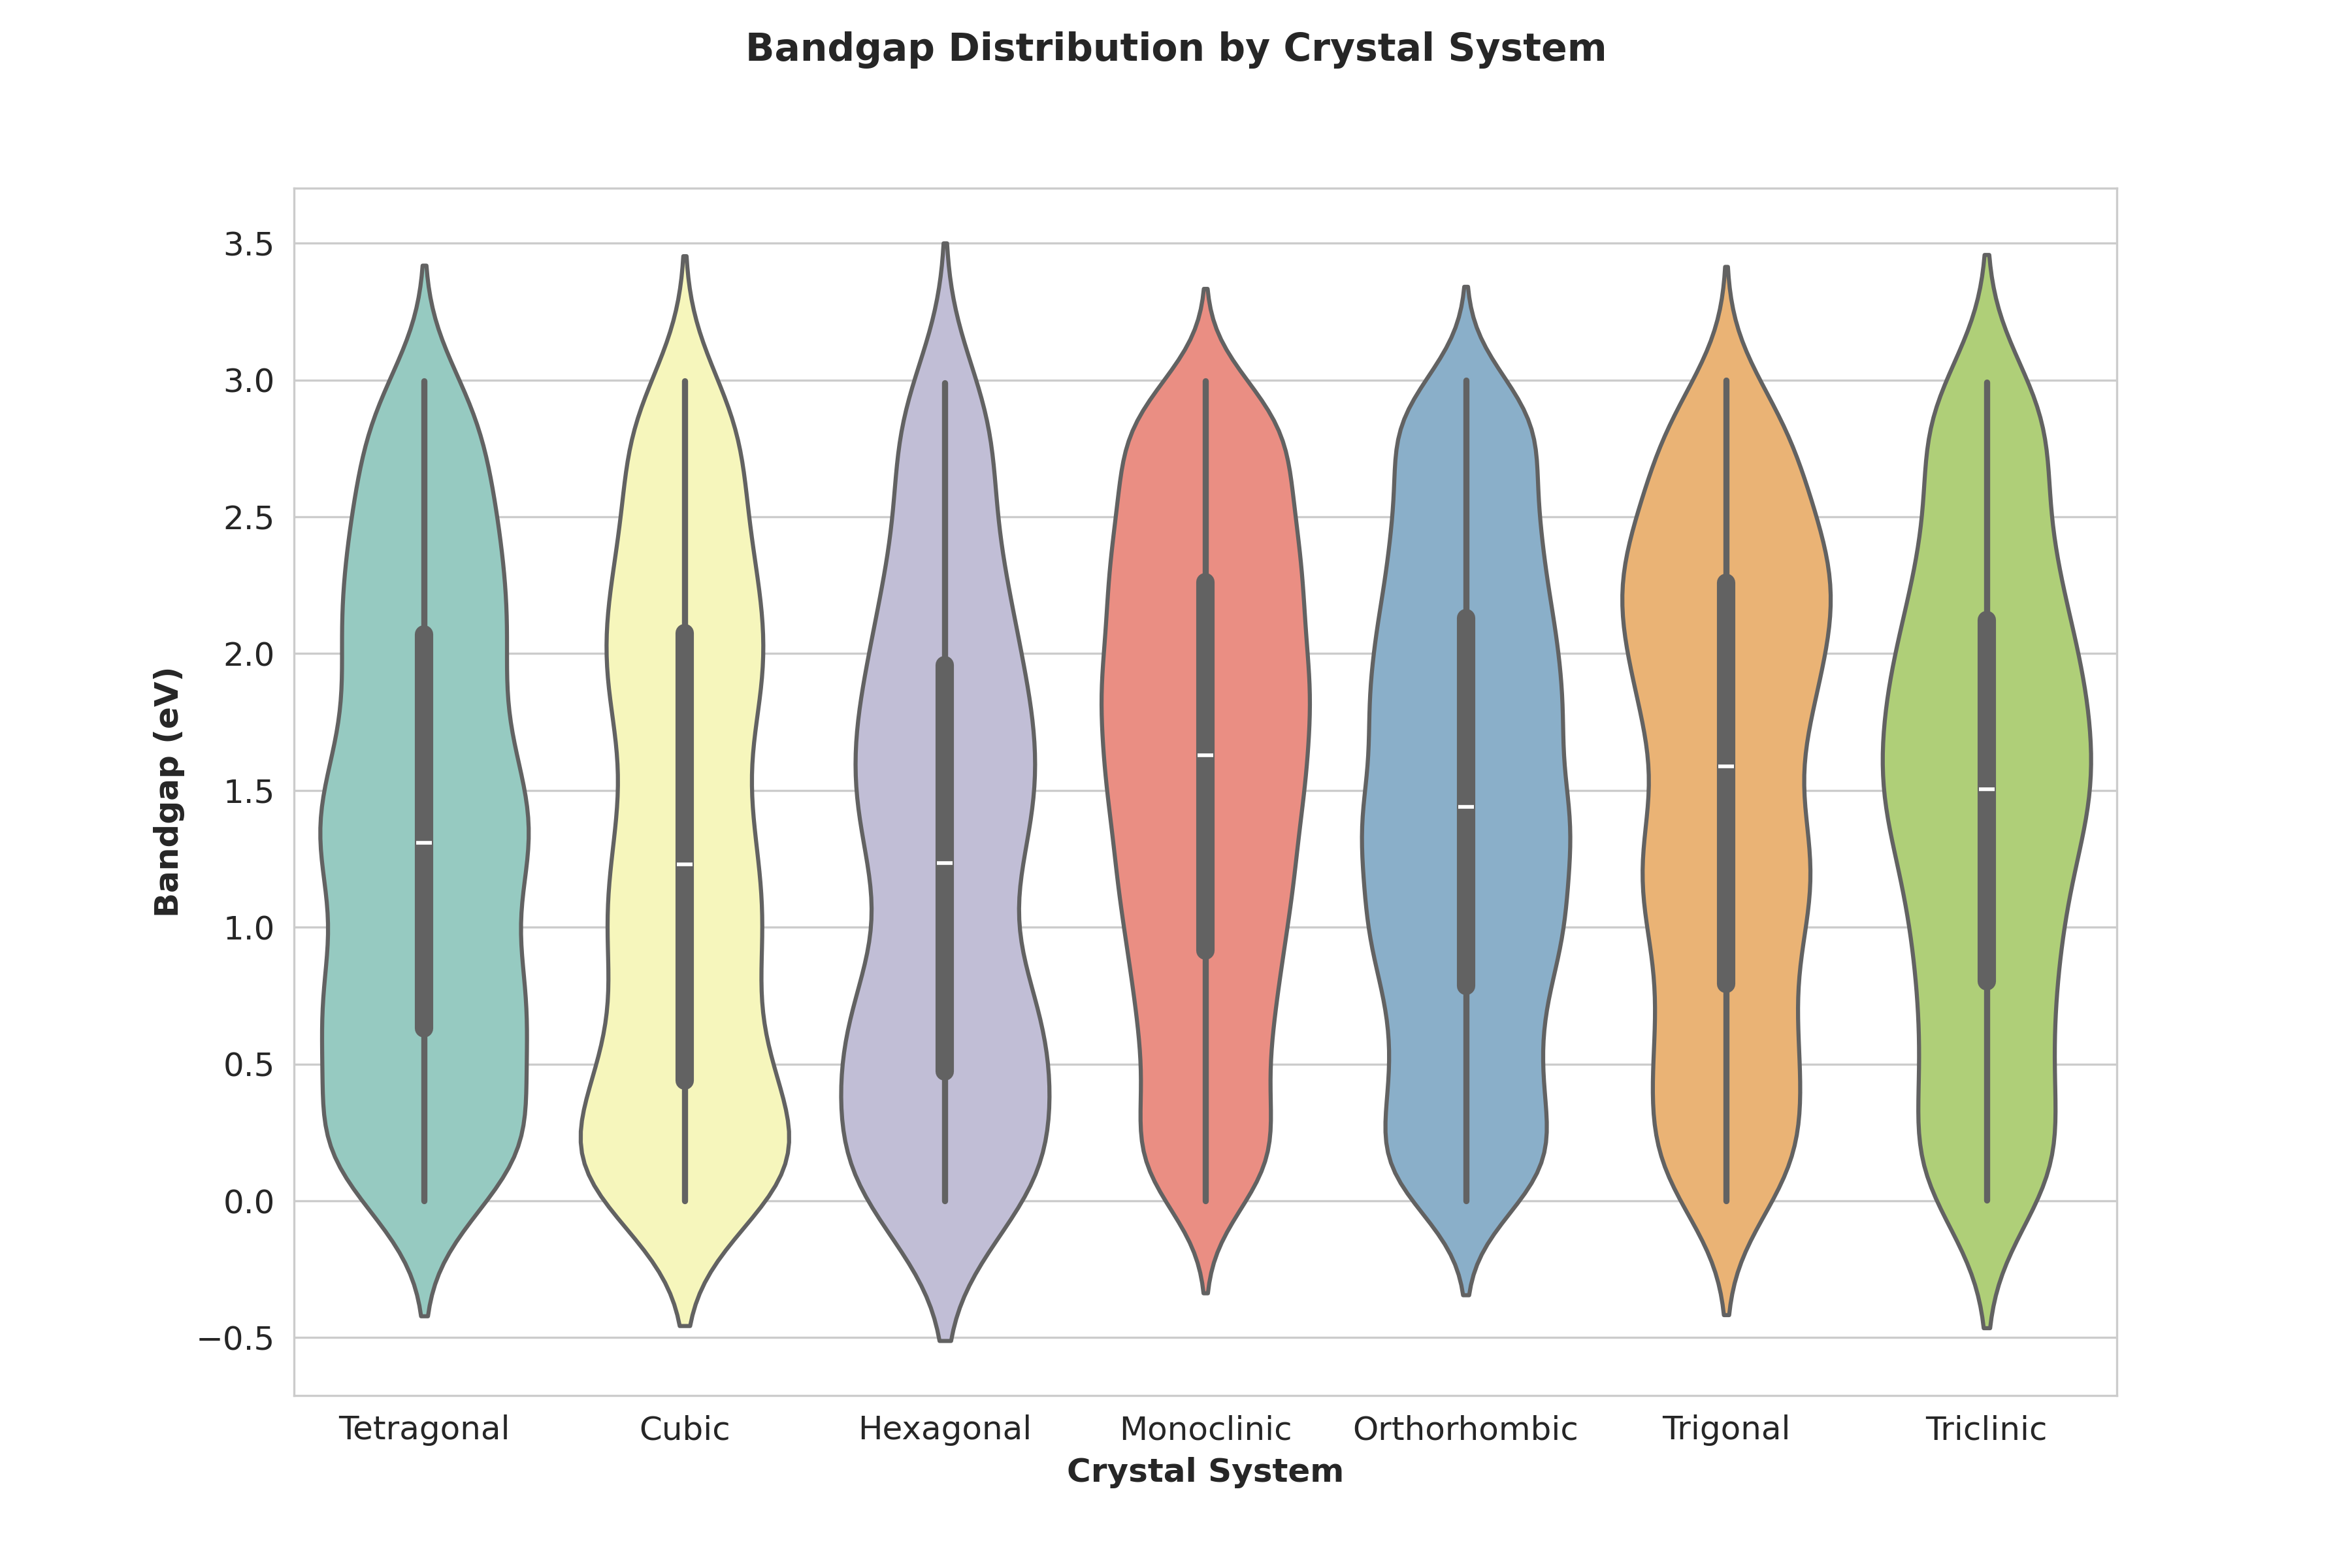 Bandgap Distribution by Crystal System
3.5
3.0
2.5
2.0
1.5
1.0
0.5
0.0
−0.5
Bandgap (eV)
Tetragonal Cubic Hexagonal Monoclinic Orthorhombic Trigonal Triclinic
Crystal System